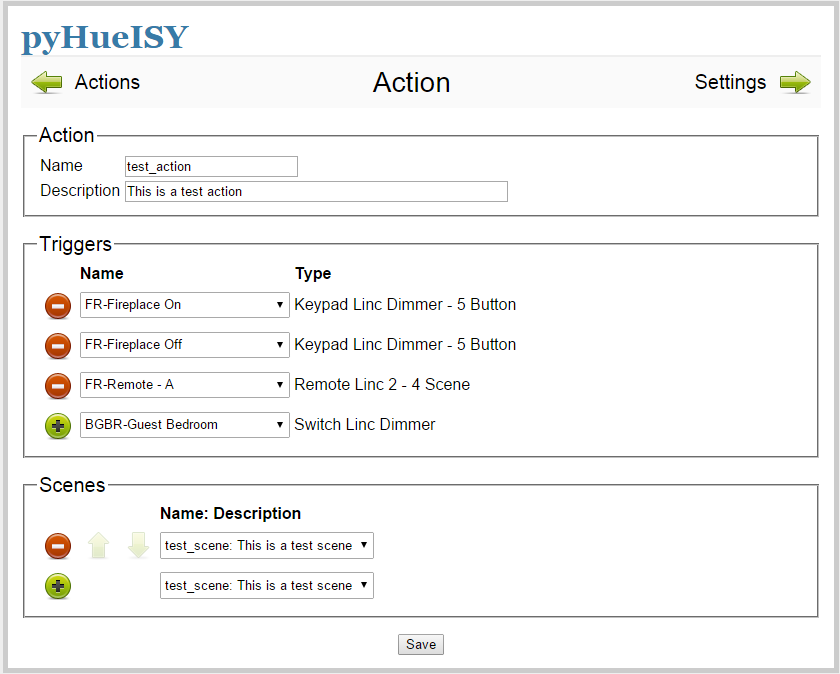 pyHueISY
Actions Action Settings
Action
Name test_action
Description This is a test action
Triggers
Name Type
FR-Fireplace On Keypad Linc Dimmer - 5 Button
FR-Fireplace Off Keypad Linc Dimmer - 5 Button
FR-Remote - A Remote Linc 2 - 4 Scene
BGBR-Guest Bedroom Switch Linc Dimmer
Scenes
Name: Description
test_scene: This is a test scene
test_scene: This is a test scene
Save